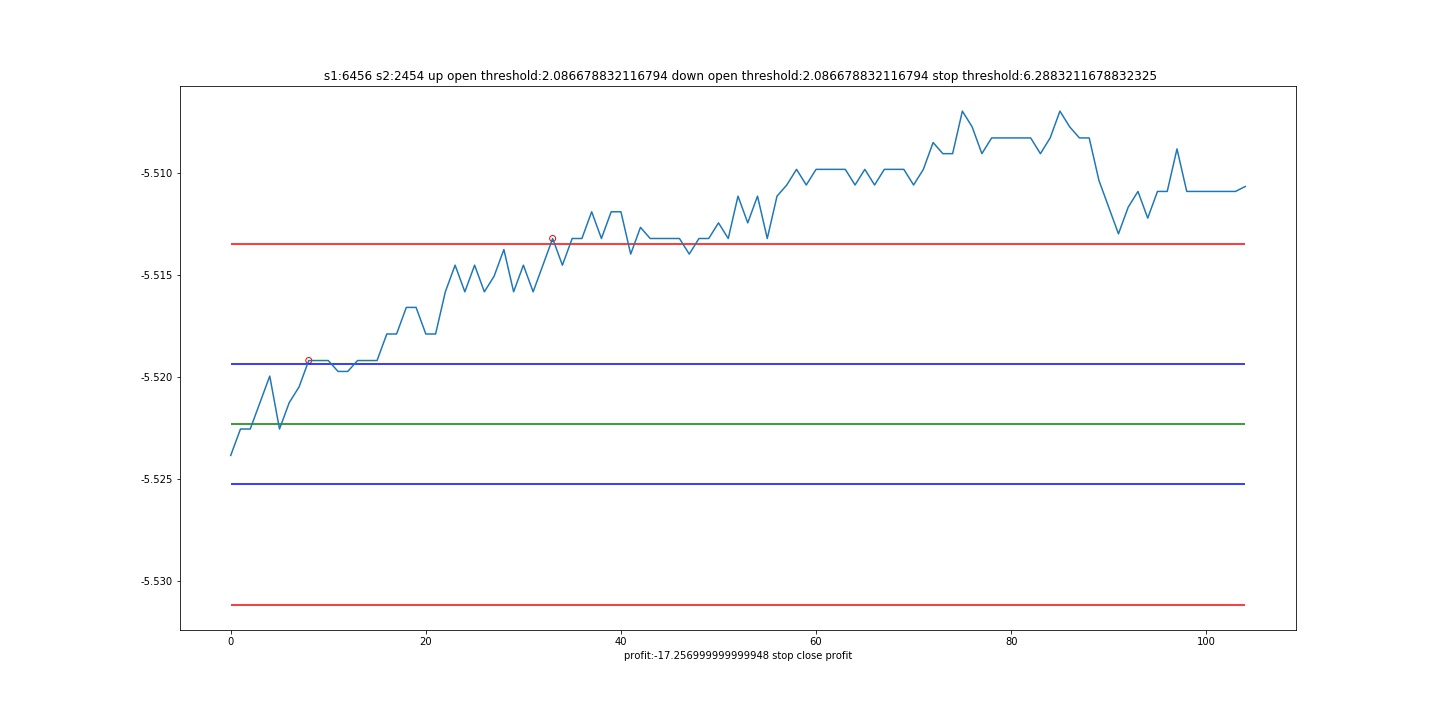 s1:6456 s2:2454 up open threshold:2.086678832116794 down open threshold:2.086678832116794 stop threshold:6.2883211678832325
-5.510
-5.515
-5.520
-5.525
-5.530
0 20 40 60 80 100
profit:-17.256999999999948 stop close profit